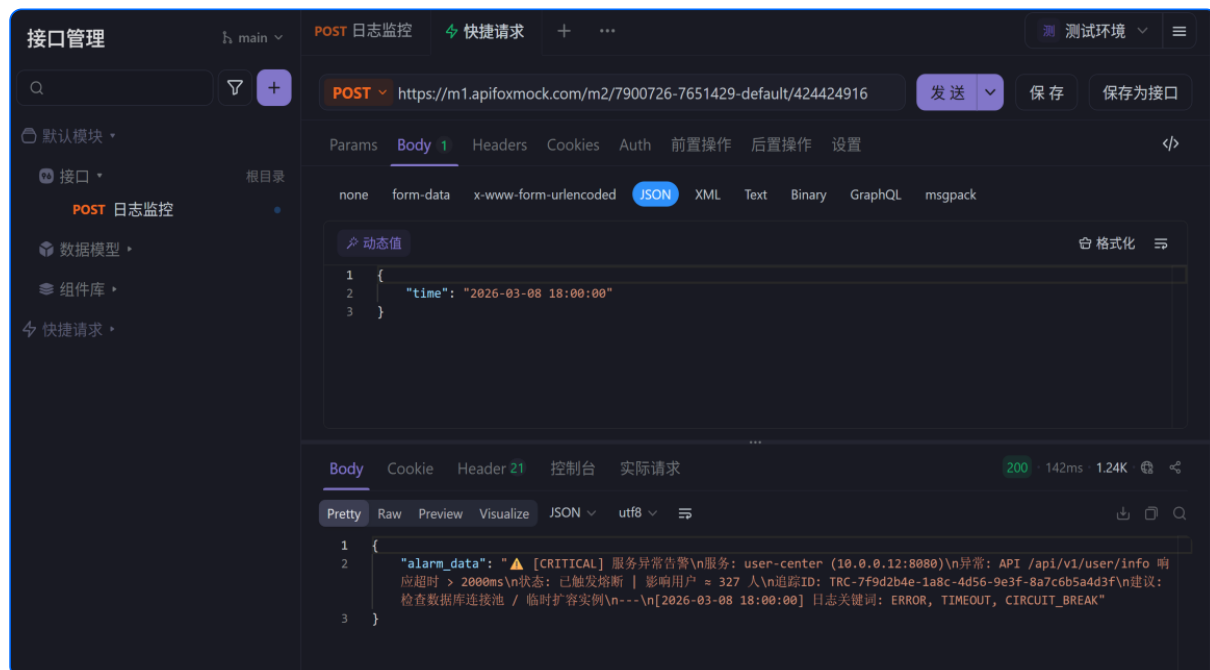 接口管理
main
POST 日志监控
快捷请求
测 测试环境
POST https://m1.apifoxmock.com/m2/7900726-7651429-default/424424916
发 送
保 存
保存为接口
默认模块
接口
根目录
POST 日志监控
数据模型
组件库
快捷请求
Params Body 1 Headers Cookies Auth 前置操作 后置操作 设置
none form-data x-www-form-urlencoded JSON XML Text Binary GraphQL msgpack
动态值
格式化
1 {
2 "time": "2026-03-08 18:00:00"
3 }
Body Cookie Header 21 控制台 实际请求
200 142ms 1.24K
Pretty Raw Preview Visualize JSON utf8
1 {
2 "alarm_data": "⚠️ [CRITICAL] 服务异常告警\n服务: user-center (10.0.0.12:8080)\n异常: API /api/v1/user/info 响
应超时 > 2000ms\n状态: 已触发熔断 | 影响用户 ≈ 327 人\n追踪ID: TRC-7f9d2b4e-1a8c-4d56-9e3f-8a7c6b5a4d3f\n建议:
检查数据库连接池 / 临时扩容实例\n---\n[2026-03-08 18:00:00] 日志关键词: ERROR, TIMEOUT, CIRCUIT_BREAK"
3 }